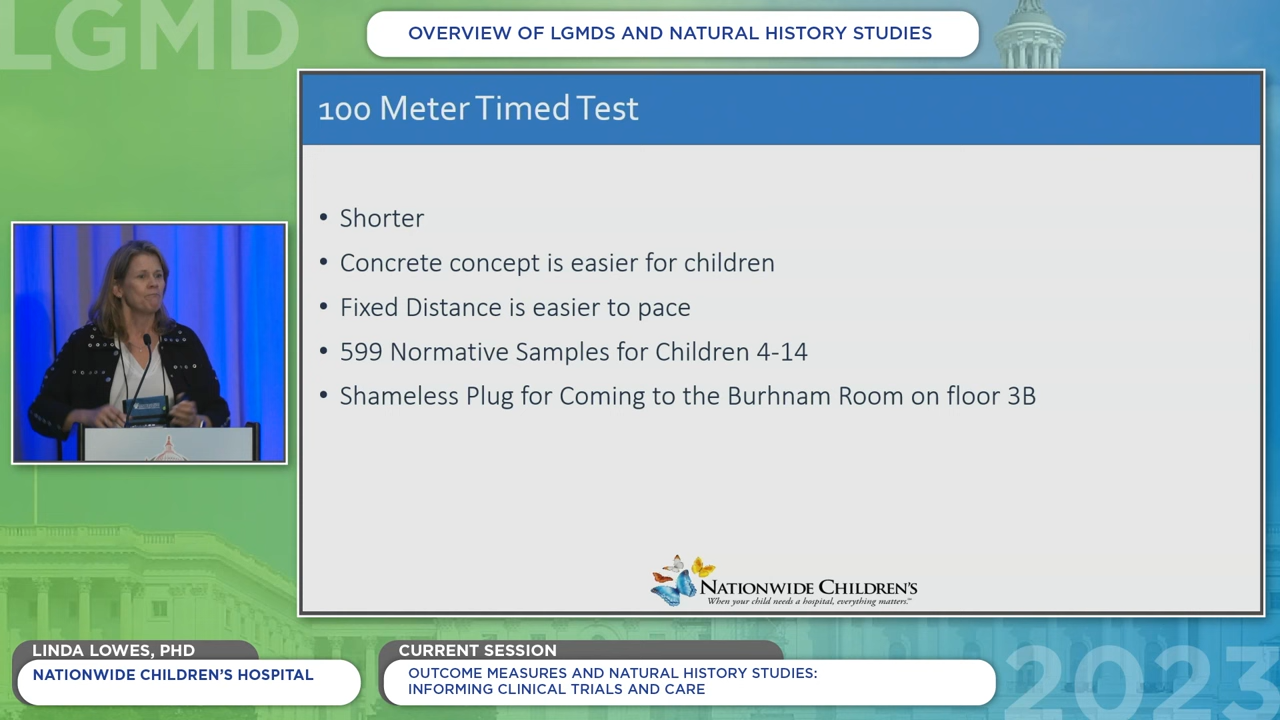 LGMD
OVERVIEW OF LGMDS AND NATURAL HISTORY STUDIES
100 Meter Timed Test
• Shorter
• Concrete concept is easier for children
• Fixed Distance is easier to pace
• 599 Normative Samples for Children 4-14
• Shameless Plug for Coming to the Burhnam Room on floor 3B
NATIONWIDE CHILDREN'S
When your child needs a hospital, everything matters.℠
LINDA LOWES, PHD
NATIONWIDE CHILDREN'S HOSPITAL
CURRENT SESSION
OUTCOME MEASURES AND NATURAL HISTORY STUDIES:
INFORMING CLINICAL TRIALS AND CARE
2023